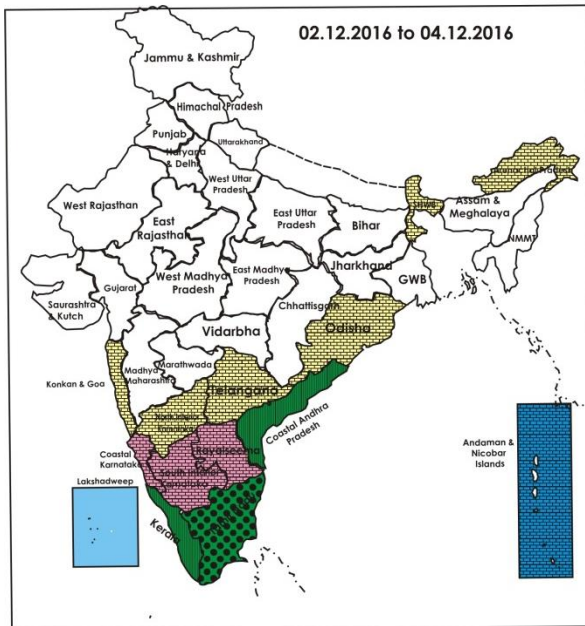 02.12.2016 to 04.12.2016
Jammu & Kashmir
Himachal Pradesh
Punjab
Uttarakhand
Haryana
& Delhi
West Uttar
Pradesh
West Rajasthan
East
Rajasthan
East Uttar
Pradesh
Bihar
Assam &
Meghalaya
NMMT
Jharkhand
GWB
Saurashtra
& Kutch
Gujarat
West Madhya
Pradesh
East Madhya
Pradesh
Chhattisgarh
Odisha
Vidarbha
Marathwada
Madhya
Maharashtra
Konkan & Goa
Telangana
Coastal Andhra
Pradesh
Rayalseema
Coastal
Karnataka
South Interior
Karnataka
Andaman &
Nicobar
Islands
Lakshadweep
Kerala